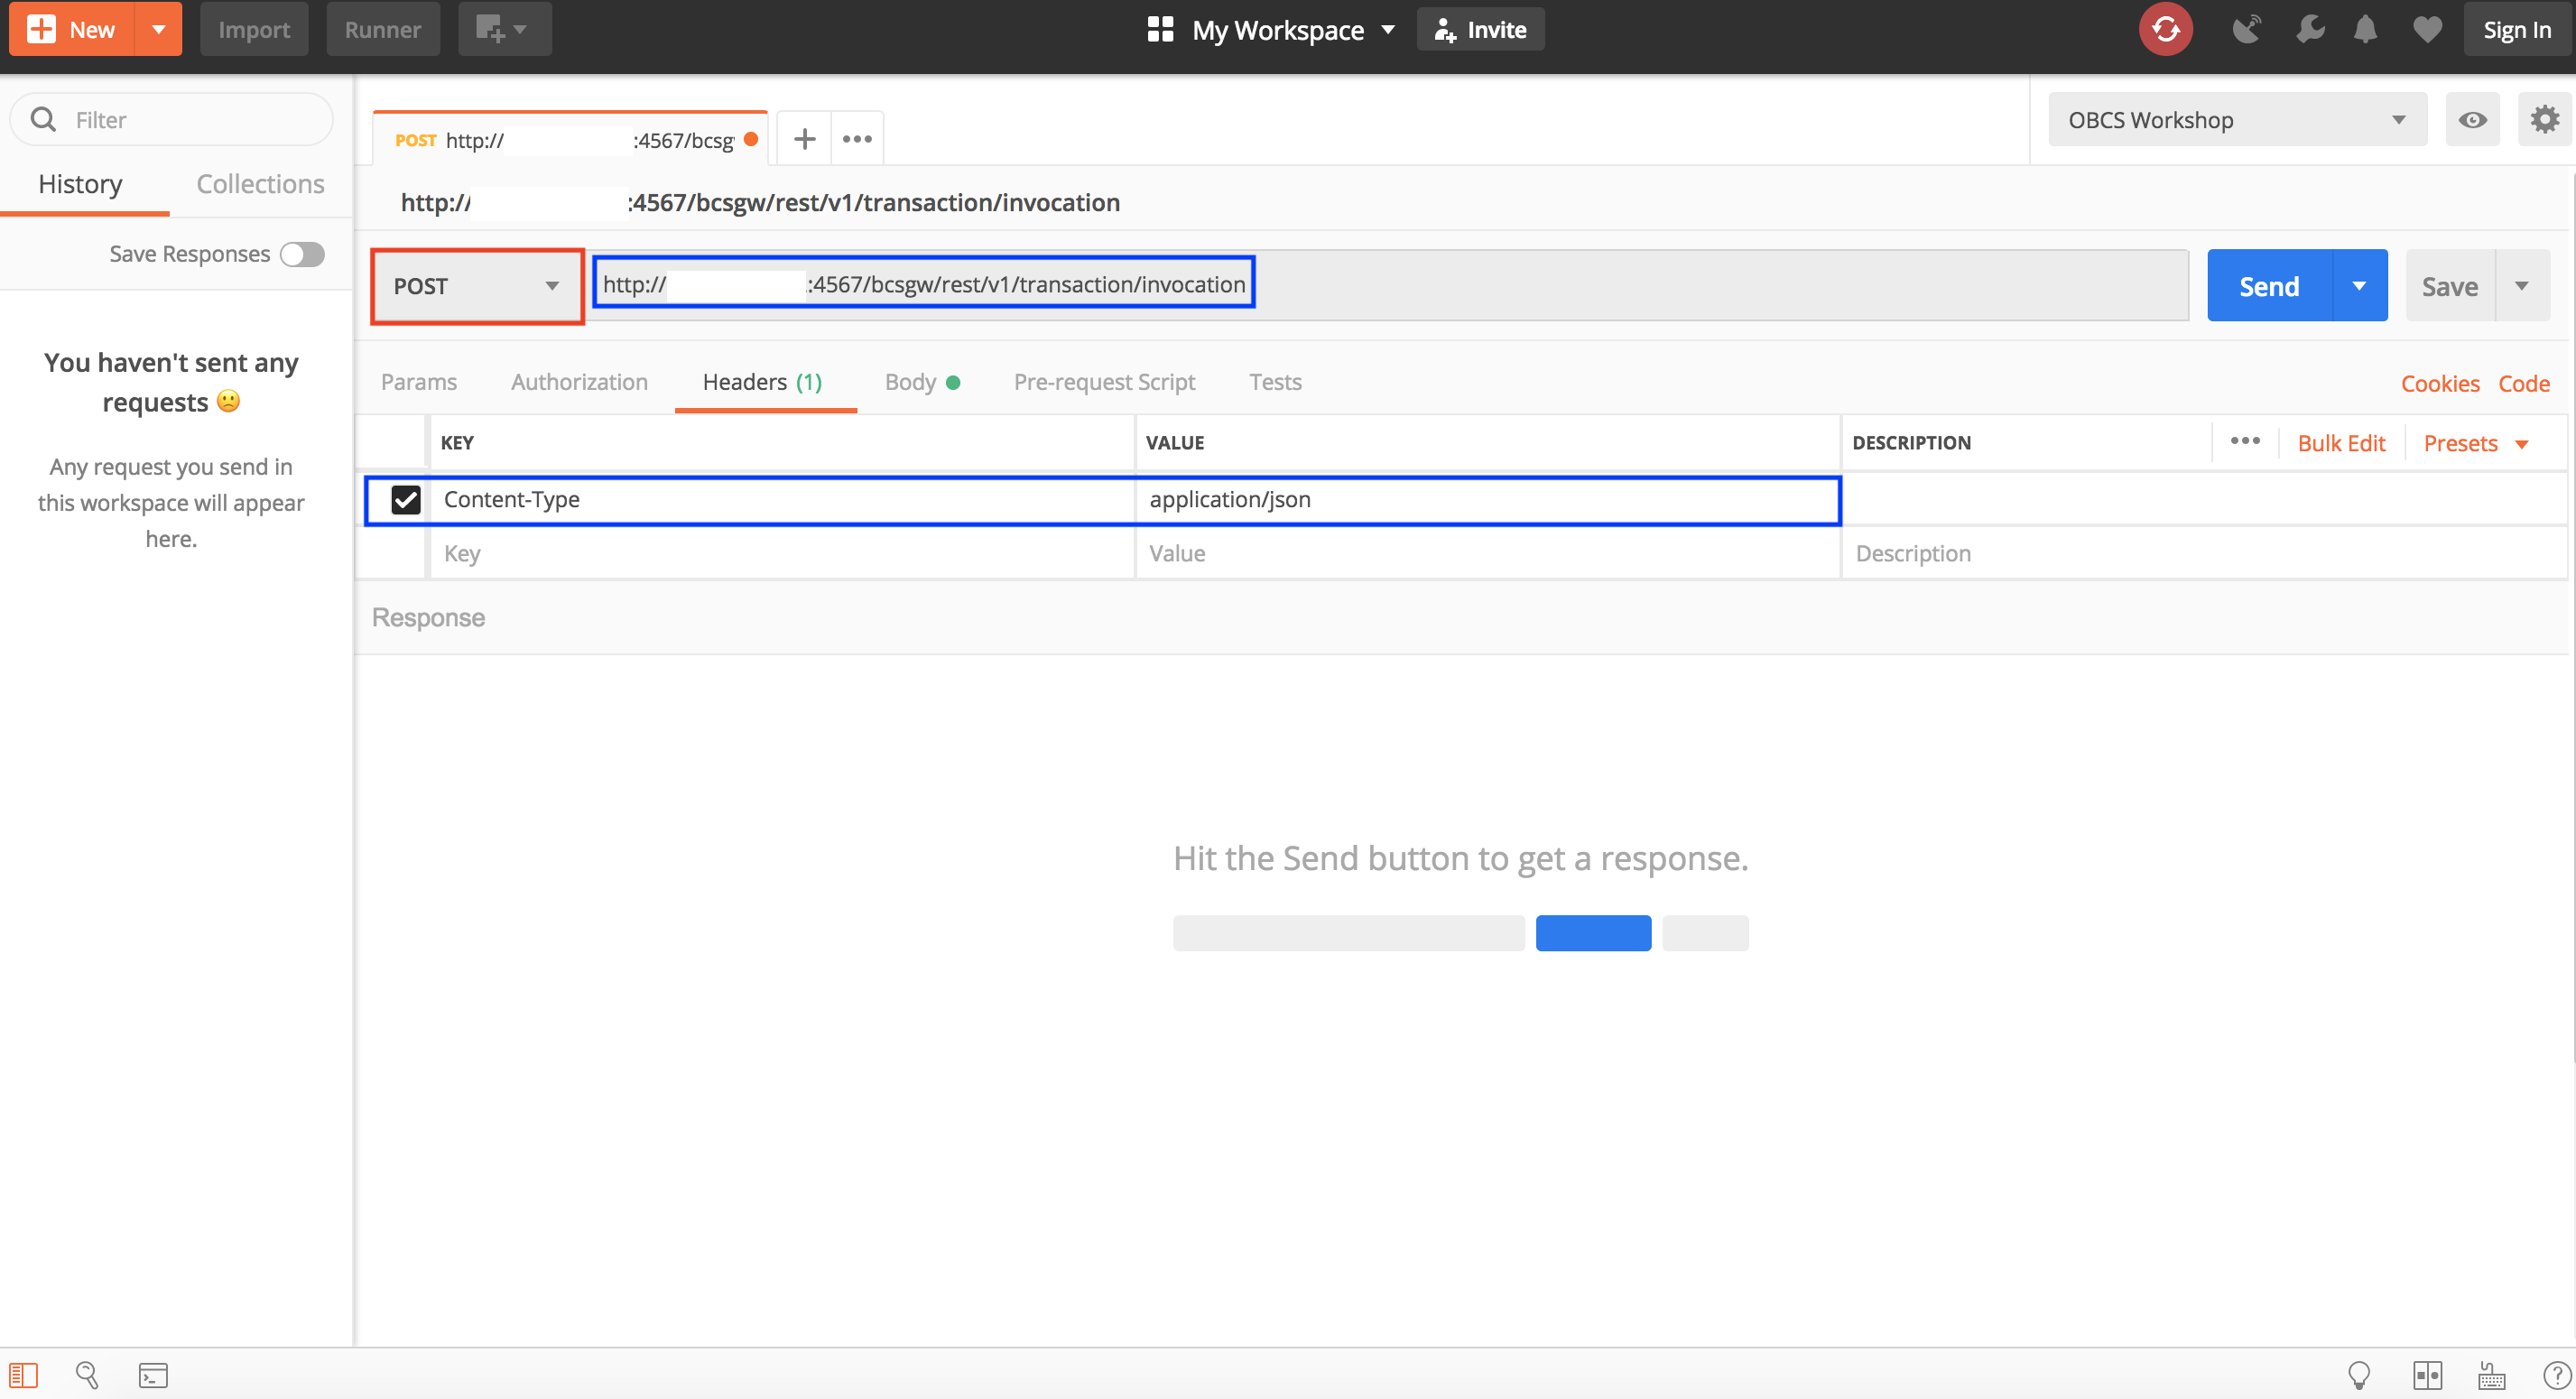 New
Import
Runner
My Workspace
Invite
Sign In
Filter
History
Collections
Save Responses
You haven't sent any
requests 🙁
Any request you send in
this workspace will appear
here.
POST http:// :4567/bcsg
OBCS Workshop
http:// :4567/bcsgw/rest/v1/transaction/invocation
POST
http:// :4567/bcsgw/rest/v1/transaction/invocation
Send
Save
Params
Authorization
Headers (1)
Body
Pre-request Script
Tests
Cookies
Code
KEY
VALUE
DESCRIPTION
Bulk Edit
Presets
Content-Type
application/json
Key
Value
Description
Response
Hit the Send button to get a response.